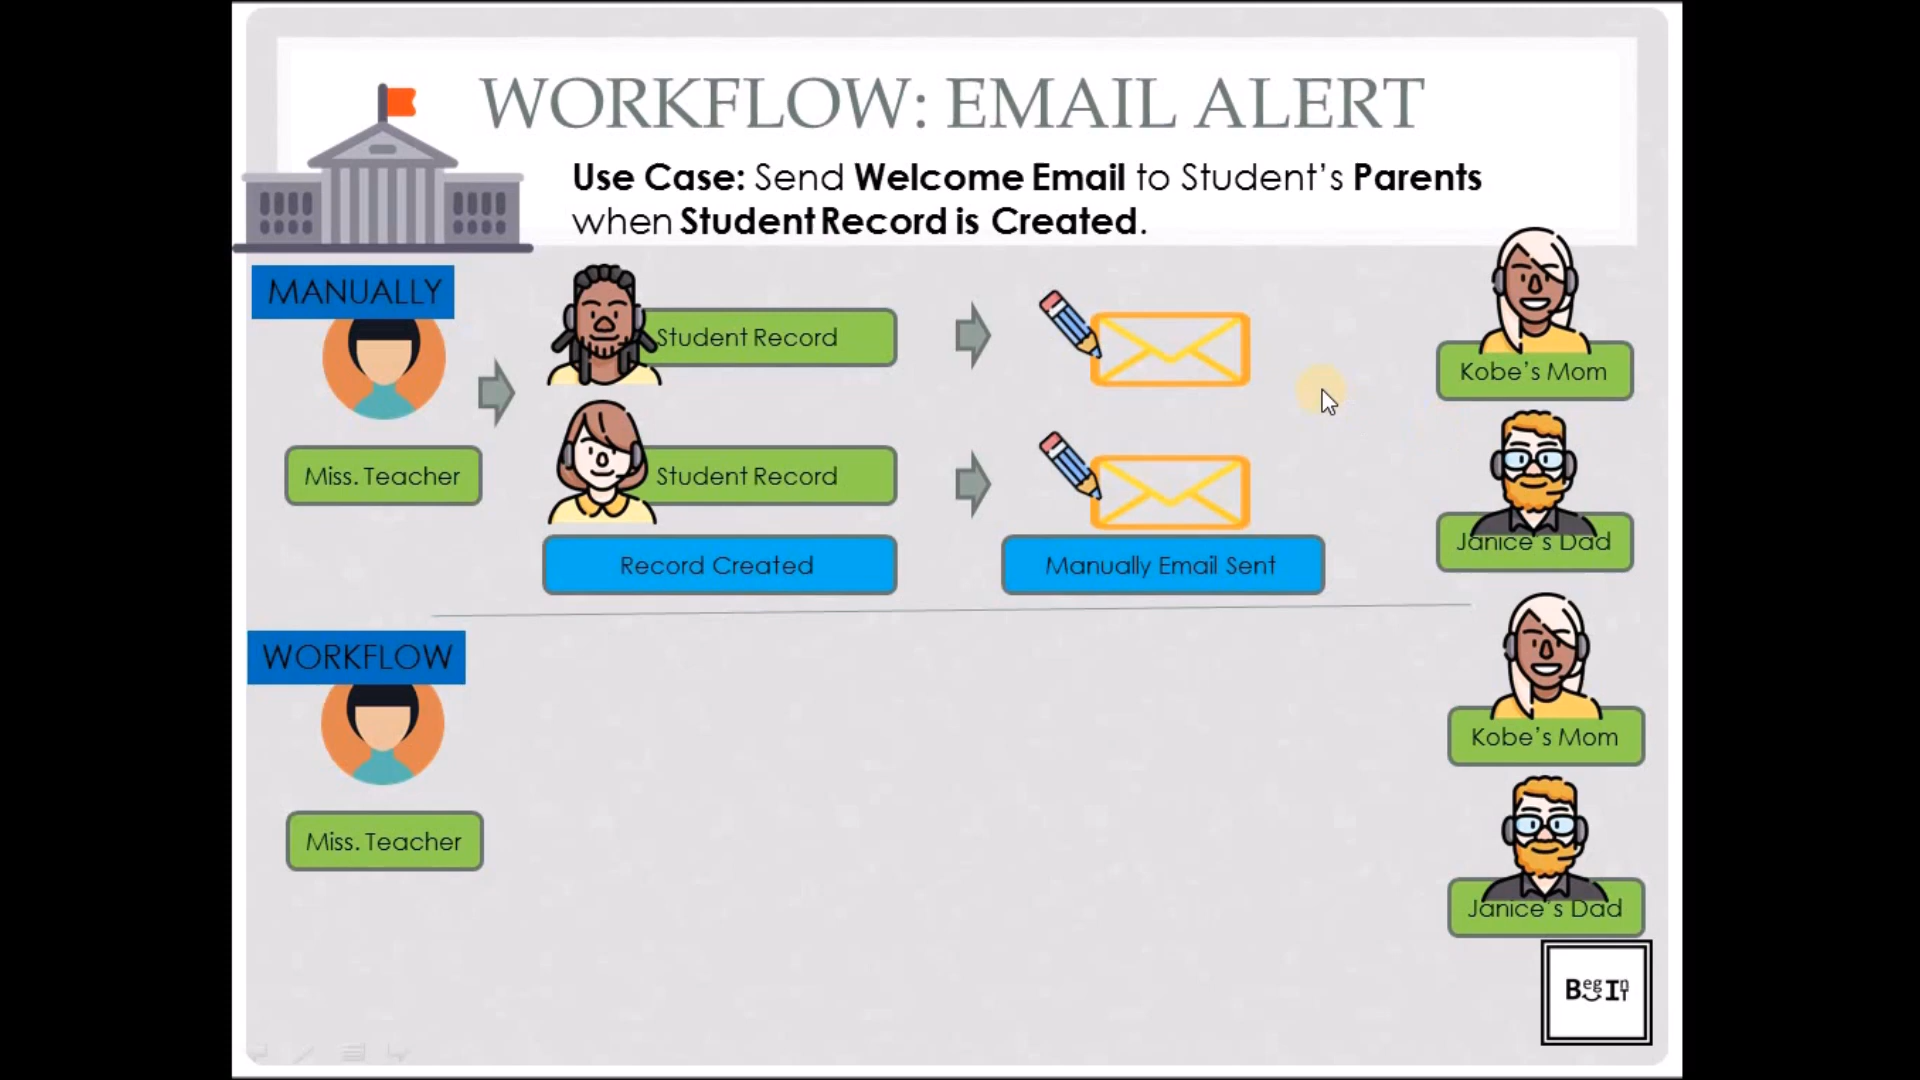 WORKFLOW: EMAIL ALERT
Use Case: Send Welcome Email to Student's Parents
when Student Record is Created.
MANUALLY
Student Record
Kobe's Mom
Miss. Teacher
Student Record
Janice's Dad
Record Created
Manually Email Sent
WORKFLOW
Kobe's Mom
Miss. Teacher
Janice's Dad
BegInT